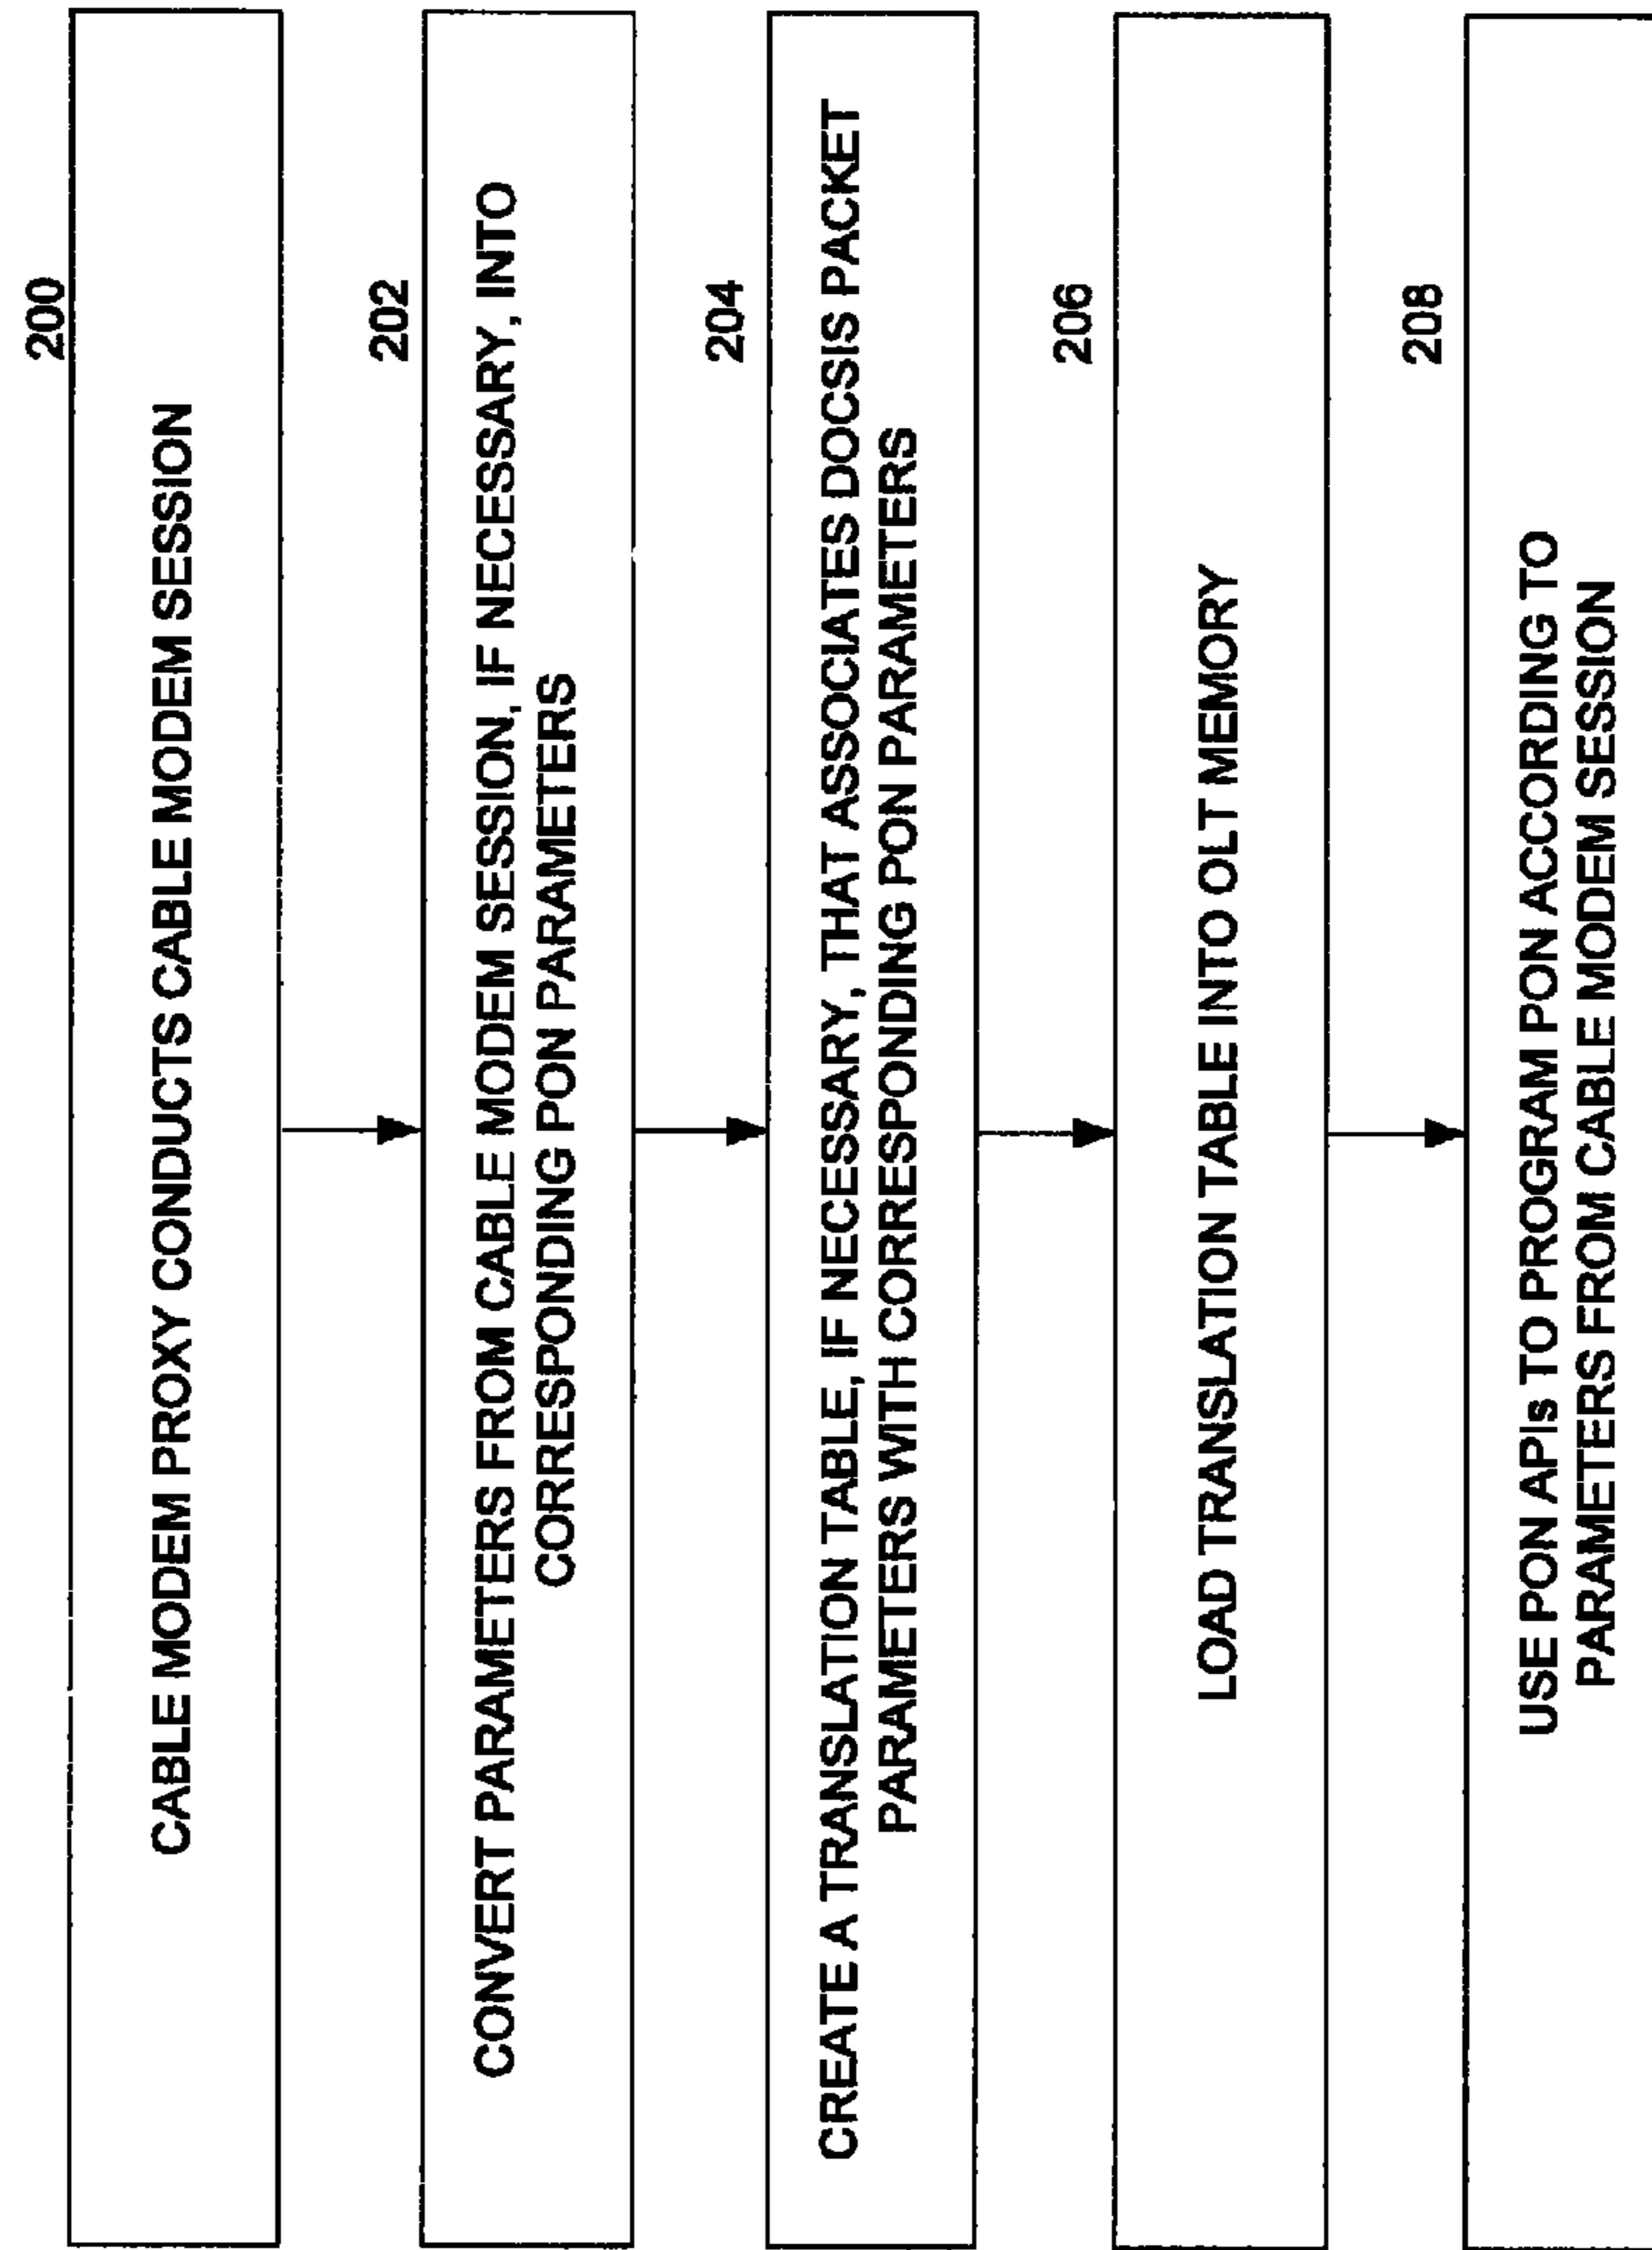 200
CABLE MODEM PROXY CONDUCTS CABLE MODEM SESSION
202
CONVERT PARAMETERS FROM CABLE MODEM SESSION, IF NECESSARY, INTO
CORRESPONDING PON PARAMETERS
204
CREATE A TRANSLATION TABLE, IF NECESSARY, THAT ASSOCIATES DOCSIS PACKET
PARAMETERS WITH CORRESPONDING PON PARAMETERS
206
LOAD TRANSLATION TABLE INTO OLT MEMORY
208
USE PON APIs TO PROGRAM PON ACCORDING TO
PARAMETERS FROM CABLE MODEM SESSION